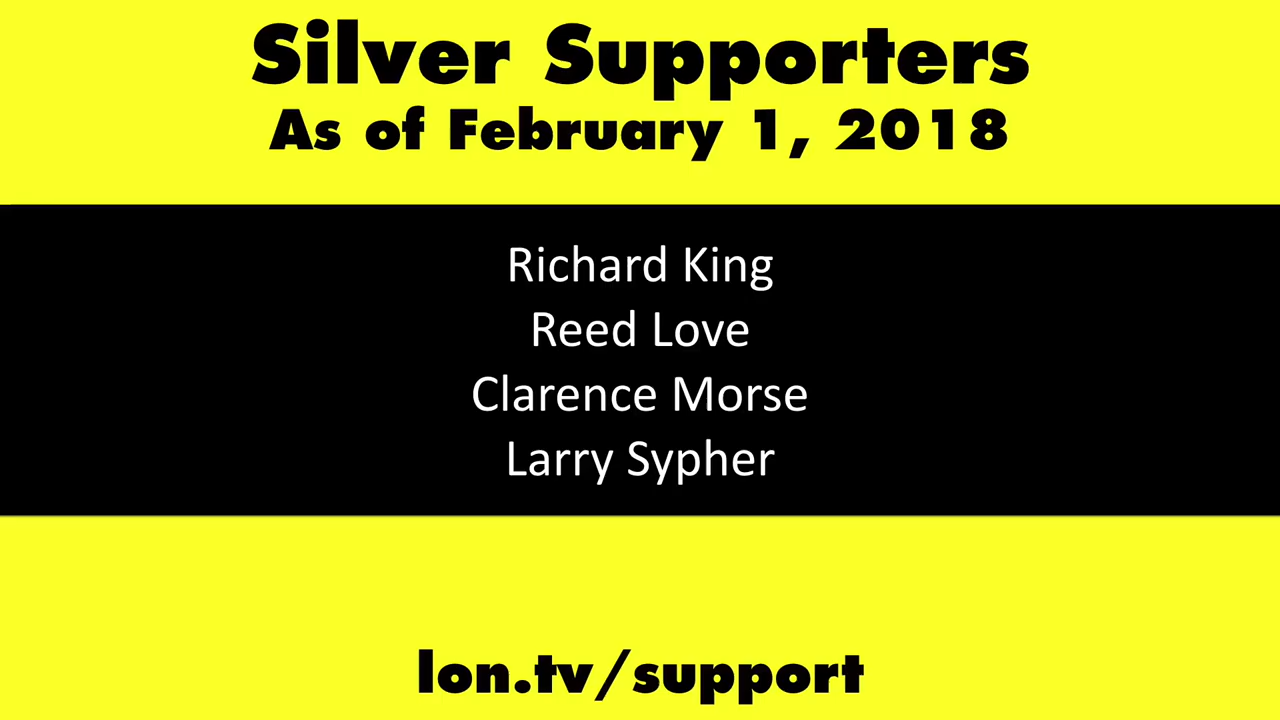 Silver Supporters
As of February 1, 2018
Richard King
Reed Love
Clarence Morse
Larry Sypher
lon.tv/support